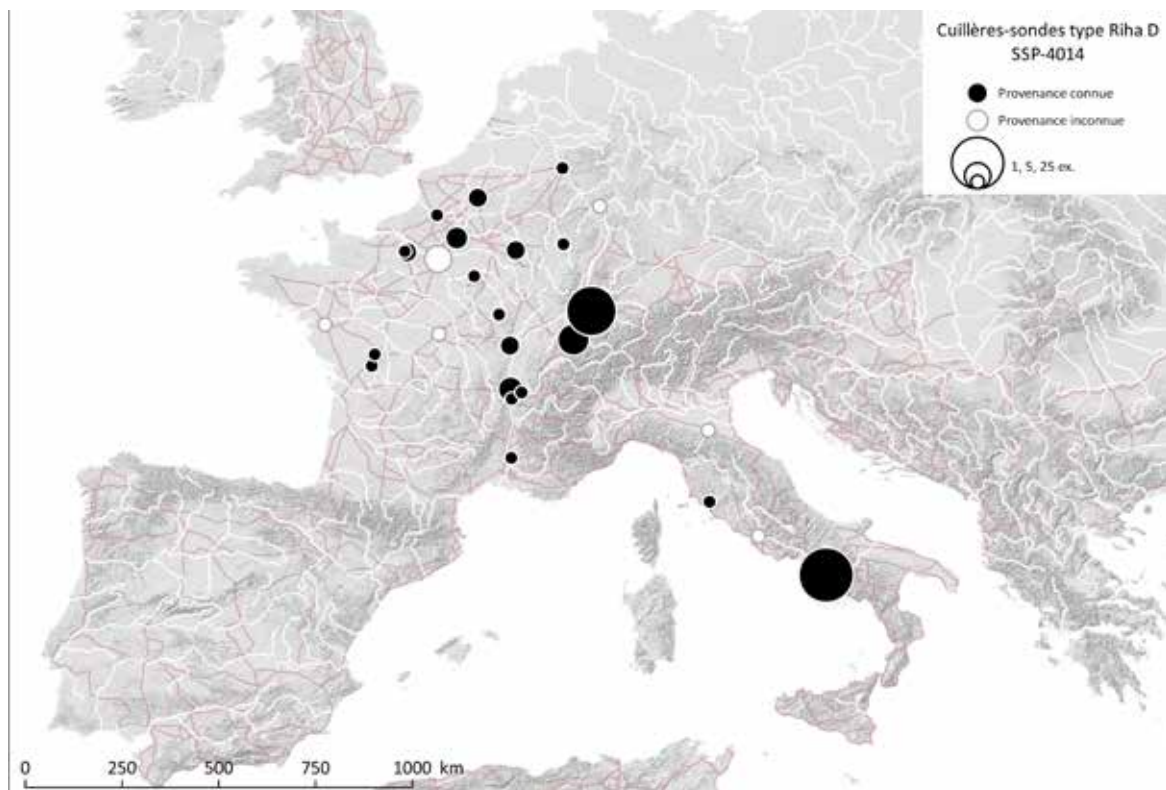 Cuillères-sondes type Riha D
SSP-4014
Provenance connue
Provenance inconnue
1, 5, 25 ex.
0 250 500 750 1000 km